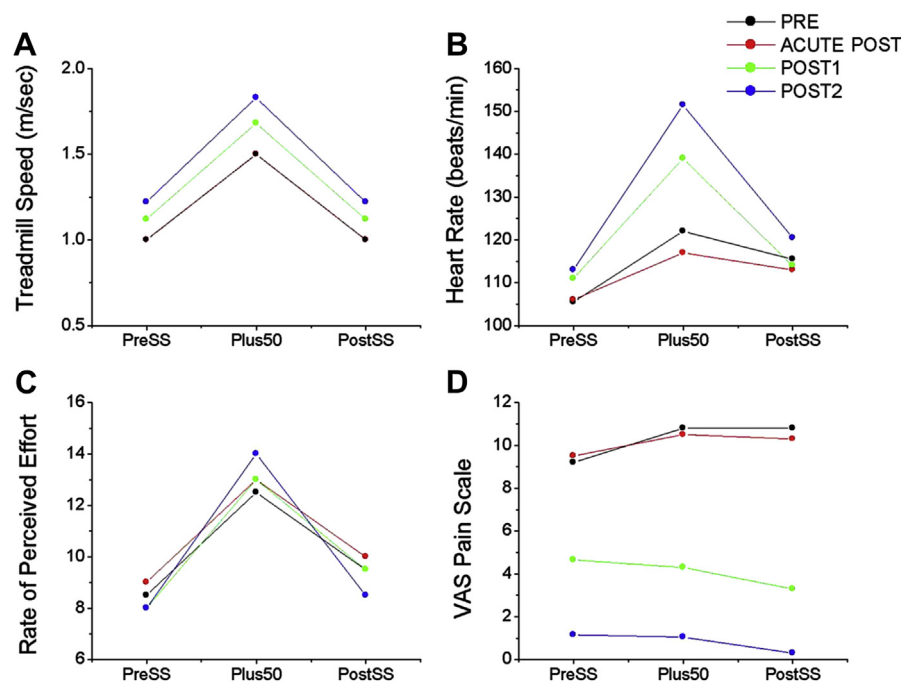 PRE
ACUTE POST
POST1
POST2
A
Treadmill Speed (m/sec)
2.0
1.5
1.0
0.5
PreSS Plus50 PostSS
B
Heart Rate (beats/min)
160
150
140
130
120
110
100
PreSS Plus50 PostSS
C
Rate of Perceived Effort
16
14
12
10
8
6
PreSS Plus50 PostSS
D
VAS Pain Scale
12
10
8
6
4
2
0
PreSS Plus50 PostSS